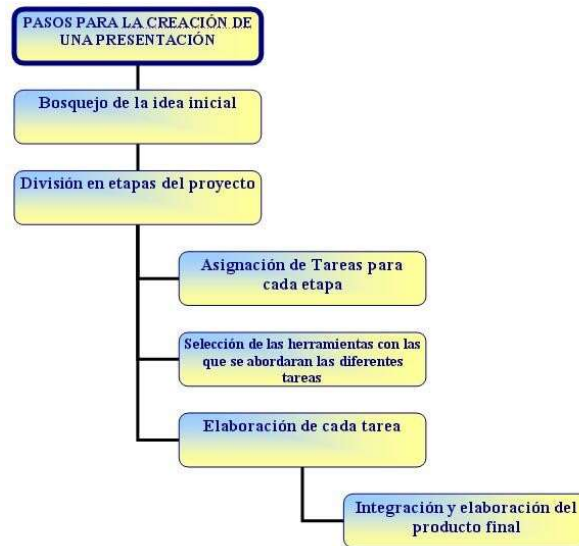 PASOS PARA LA CREACIÓN DE
UNA PRESENTACIÓN
Bosquejo de la idea inicial
División en etapas del proyecto
Asignación de Tareas para
cada etapa
Selección de las herramientas con las
que se abordaran las diferentes
tareas
Elaboración de cada tarea
Integración y elaboración del
producto final